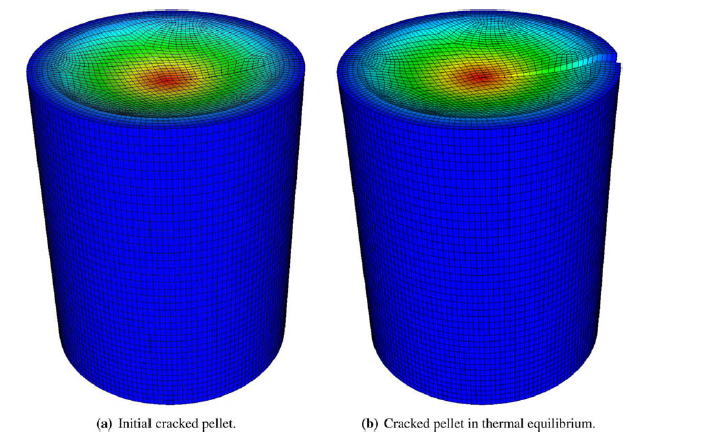 (a) Initial cracked pellet.
(b) Cracked pellet in thermal equilibrium.